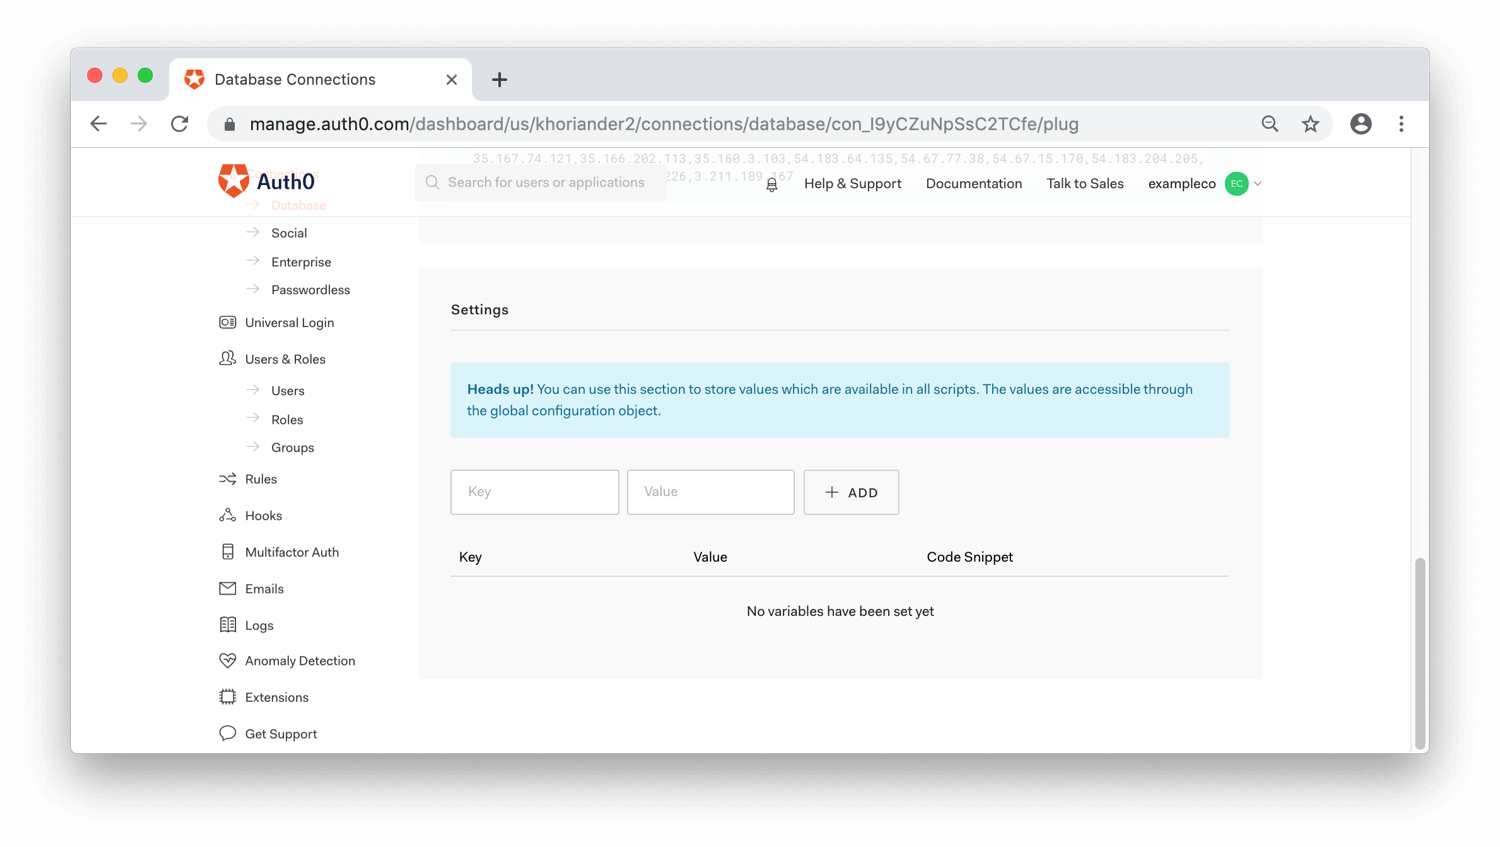 Database Connections
manage.auth0.com/dashboard/us/khoriander2/connections/database/con_I9yCZuNpSsC2TCfe/plug
35.167.74.121,35.166.202.113,35.160.3.103,54.183.64.135,54.67.77.38,54.67.15.170,54.183.204.205,
226,3.211.189.167
Auth0
Search for users or applications
Help & Support
Documentation
Talk to Sales
exampleco
EC
Database
Social
Enterprise
Passwordless
Universal Login
Users & Roles
Users
Roles
Groups
Rules
Hooks
Multifactor Auth
Emails
Logs
Anomaly Detection
Extensions
Get Support
Settings
Heads up! You can use this section to store values which are available in all scripts. The values are accessible through
the global configuration object.
Key
Value
ADD
Key Value Code Snippet
No variables have been set yet